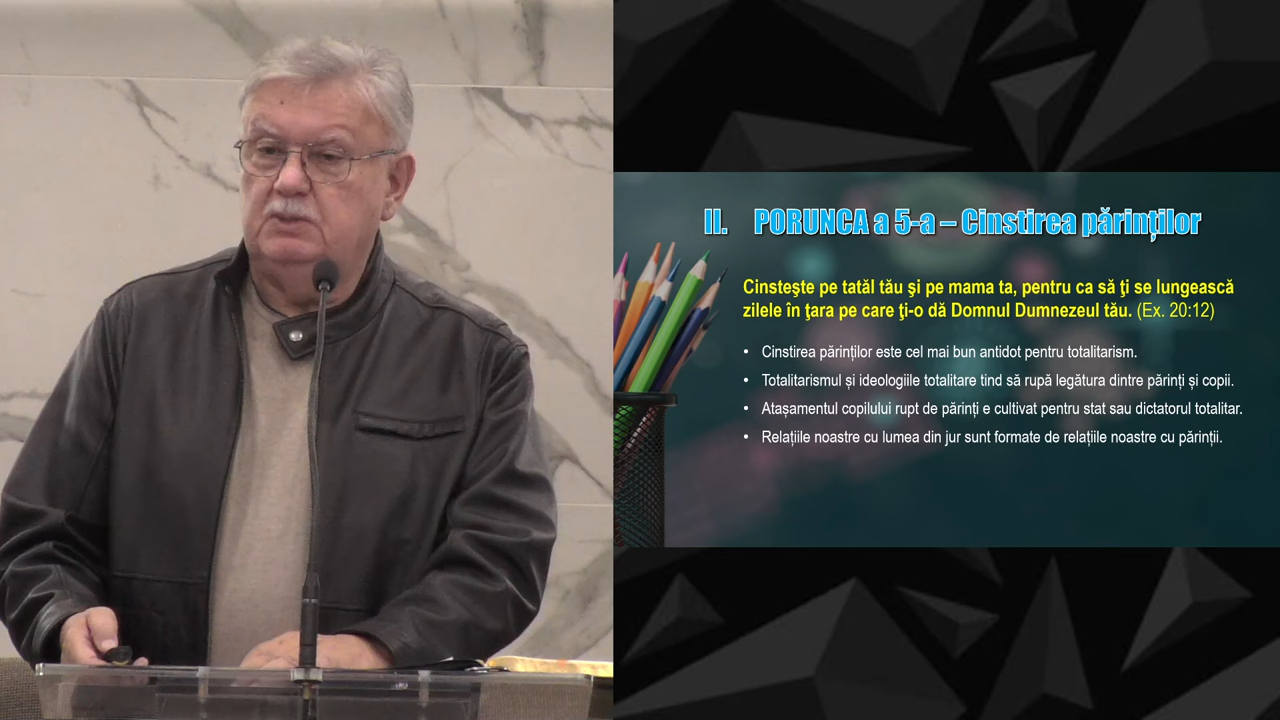 II. PORUNCA a 5-a – Cinstirea părinților
Cinsteşte pe tatăl tău şi pe mama ta, pentru ca să ţi se lungească
zilele în ţara pe care ţi-o dă Domnul Dumnezeul tău. (Ex. 20:12)
• Cinstirea părinților este cel mai bun antidot pentru totalitarism.
• Totalitarismul și ideologiile totalitare tind să rupă legătura dintre părinți și copii.
• Atașamentul copilului rupt de părinți e cultivat pentru stat sau dictatorul totalitar.
• Relațiile noastre cu lumea din jur sunt formate de relațiile noastre cu părinții.